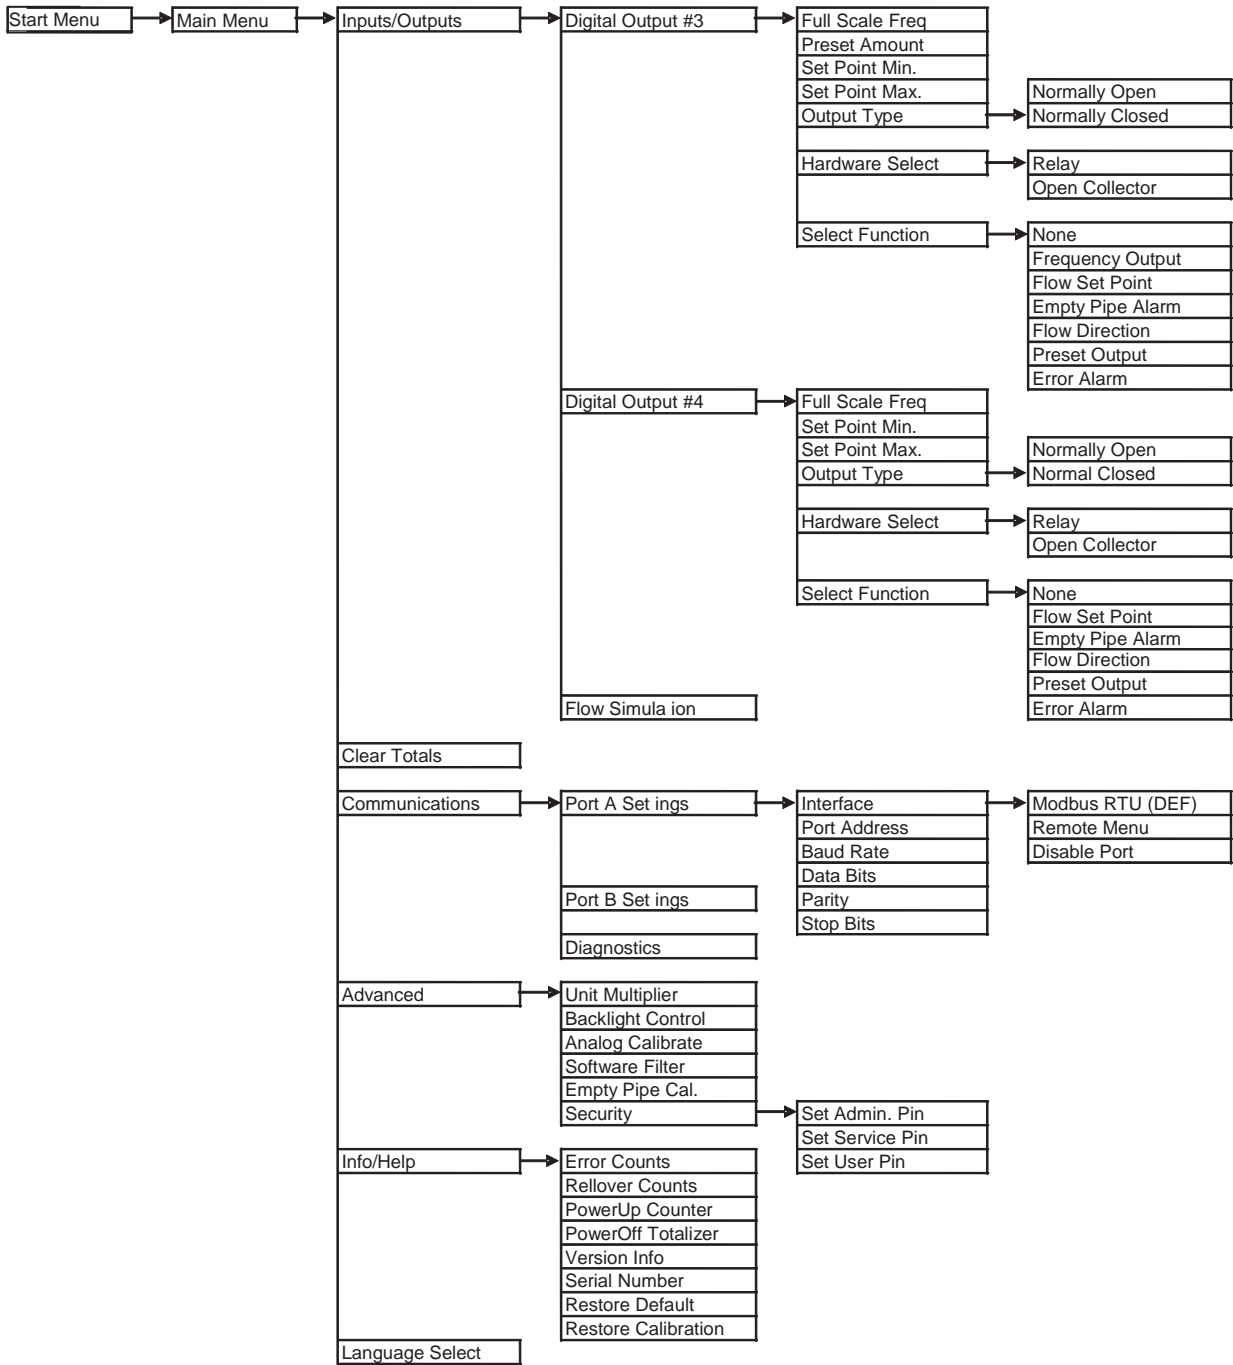 Start Menu
Main Menu
Inputs/Outputs
Digital Output #3
Full Scale Freq
Preset Amount
Set Point Min.
Set Point Max.
Output Type
Normally Open
Normally Closed
Hardware Select
Relay
Open Collector
Select Function
None
Frequency Output
Flow Set Point
Empty Pipe Alarm
Flow Direction
Preset Output
Error Alarm
Digital Output #4
Full Scale Freq
Set Point Min.
Set Point Max.
Output Type
Normally Open
Normal Closed
Hardware Select
Relay
Open Collector
Select Function
None
Flow Set Point
Empty Pipe Alarm
Flow Direction
Preset Output
Error Alarm
Flow Simula ion
Clear Totals
Communications
Port A Set ings
Interface
Port Address
Baud Rate
Data Bits
Parity
Stop Bits
Modbus RTU (DEF)
Remote Menu
Disable Port
Port B Set ings
Diagnostics
Advanced
Unit Multiplier
Backlight Control
Analog Calibrate
Software Filter
Empty Pipe Cal.
Security
Set Admin. Pin
Set Service Pin
Set User Pin
Info/Help
Error Counts
Rellover Counts
PowerUp Counter
PowerOff Totalizer
Version Info
Serial Number
Restore Default
Restore Calibration
Language Select